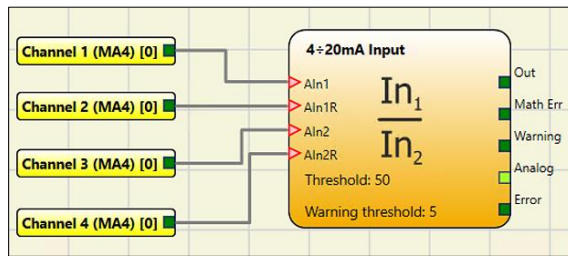 Channel 1 (MA4) [0]
Channel 2 (MA4) [0]
Channel 3 (MA4) [0]
Channel 4 (MA4) [0]
4÷20mA Input
AIn1
AIn1R
AIn2
AIn2R
In1
In2
Threshold: 50
Warning threshold: 5
Out
Math Err
Warning
Analog
Error